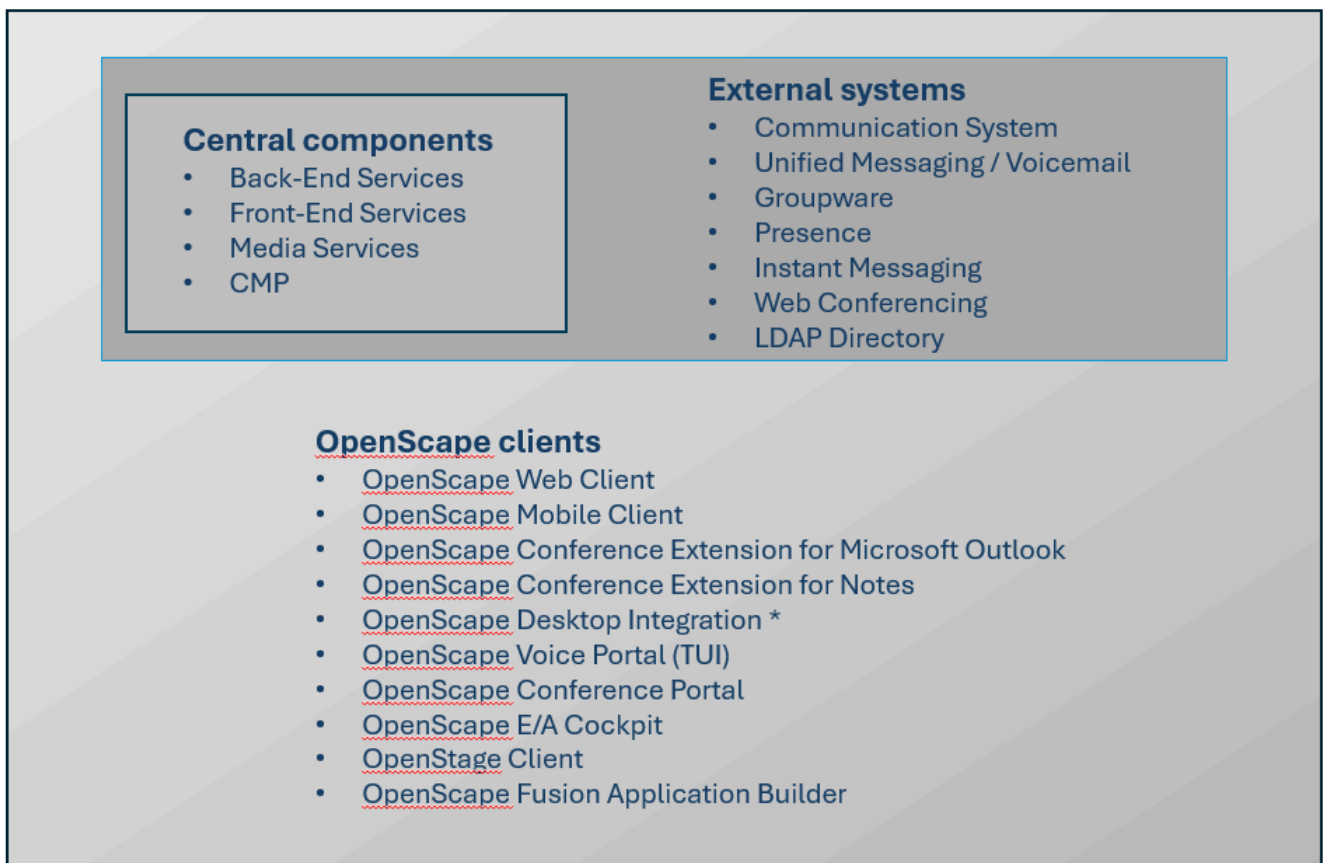 Central components
• Back-End Services
• Front-End Services
• Media Services
• CMP
External systems
• Communication System
• Unified Messaging / Voicemail
• Groupware
• Presence
• Instant Messaging
• Web Conferencing
• LDAP Directory
OpenScape clients
• OpenScape Web Client
• OpenScape Mobile Client
• OpenScape Conference Extension for Microsoft Outlook
• OpenScape Conference Extension for Notes
• OpenScape Desktop Integration *
• OpenScape Voice Portal (TUI)
• OpenScape Conference Portal
• OpenScape E/A Cockpit
• OpenStage Client
• OpenScape Fusion Application Builder